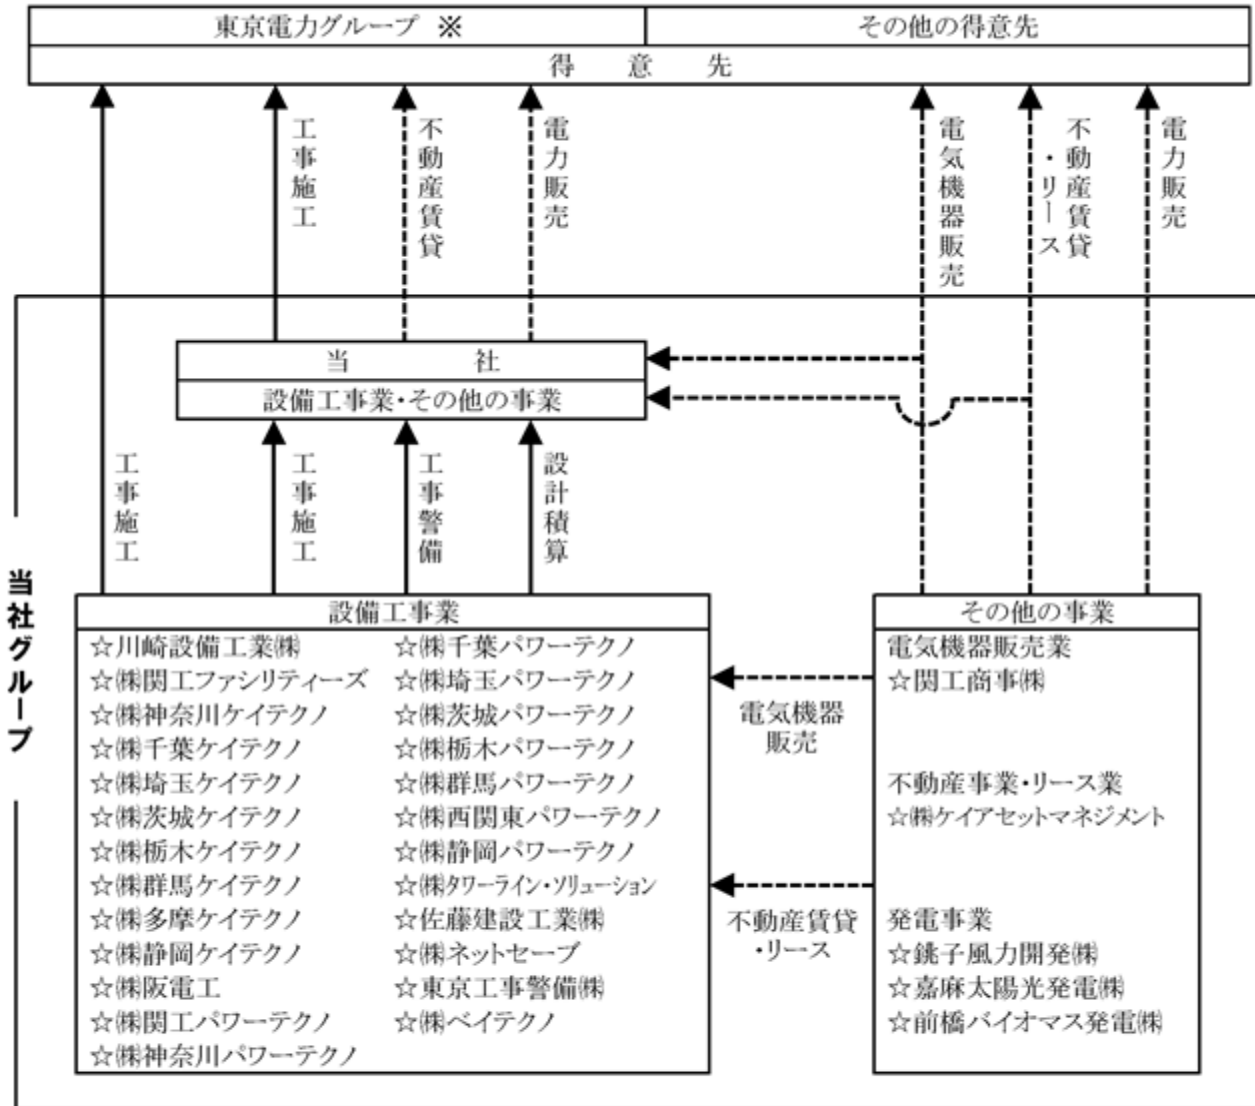 東京電力グループ ※
その他の得意先
得意先
工事施工
不動産賃貸
電力販売
電気機器販売
不動産賃貸
・リース
電力販売
当社
設備工事業・その他の事業
工事施工
工事施工
工事警備
設計積算
当社グループ
設備工事業
☆川崎設備工業㈱
☆㈱関工ファシリティーズ
☆㈱神奈川ケイテクノ
☆㈱千葉ケイテクノ
☆㈱埼玉ケイテクノ
☆㈱茨城ケイテクノ
☆㈱栃木ケイテクノ
☆㈱群馬ケイテクノ
☆㈱多摩ケイテクノ
☆㈱静岡ケイテクノ
☆㈱阪電工
☆㈱関工パワーテクノ
☆㈱神奈川パワーテクノ
☆㈱千葉パワーテクノ
☆㈱埼玉パワーテクノ
☆㈱茨城パワーテクノ
☆㈱栃木パワーテクノ
☆㈱群馬パワーテクノ
☆㈱西関東パワーテクノ
☆㈱静岡パワーテクノ
☆㈱タワーライン・ソリューション
☆佐藤建設工業㈱
☆㈱ネットセーブ
☆東京工事警備㈱
☆㈱ベイテクノ
電気機器
販売
不動産賃貸
・リース
その他の事業
電気機器販売業
☆関工商事㈱
不動産事業・リース業
☆㈱ケイアセットマネジメント
発電事業
☆銚子風力開発㈱
☆嘉麻太陽光発電㈱
☆前橋バイオマス発電㈱